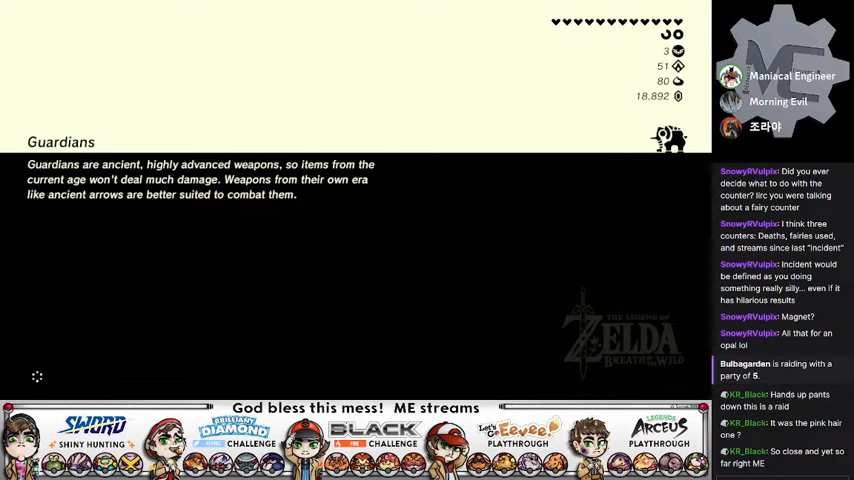 3
51
80
18,892
Guardians
Guardians are ancient, highly advanced weapons, so items from the
current age won't deal much damage. Weapons from their own era
like ancient arrows are better suited to combat them.
THE LEGEND OF
ZELDA
BREATH OF THE WILD
ME
Maniacal Engineer
Morning Evil
조라야
SnowyRVulpix: Did you ever
decide what to do with the
counter? Iirc you were talking
about a fairy counter
SnowyRVulpix: I think three
counters: Deaths, fairies used,
and streams since last "incident"
SnowyRVulpix: Incident would
be defined as you doing
something really silly... even if it
has hilarious results
SnowyRVulpix: Magnet?
SnowyRVulpix: All that for an
opal lol
Bulbagarden is raiding with a
party of 5.
KR_Black: Hands up pants
down this is a raid
KR_Black: It was the pink hair
one ?
KR_Black: So close and yet so
far right ME
God bless this mess! ME streams
SWORD
SHINY HUNTING
BRILLIANT
DIAMOND
FLYING CHALLENGE
BLACK
FIRE CHALLENGE
Let's Go Eevee!
PLAYTHROUGH
LEGENDS
ARCEUS
PLAYTHROUGH